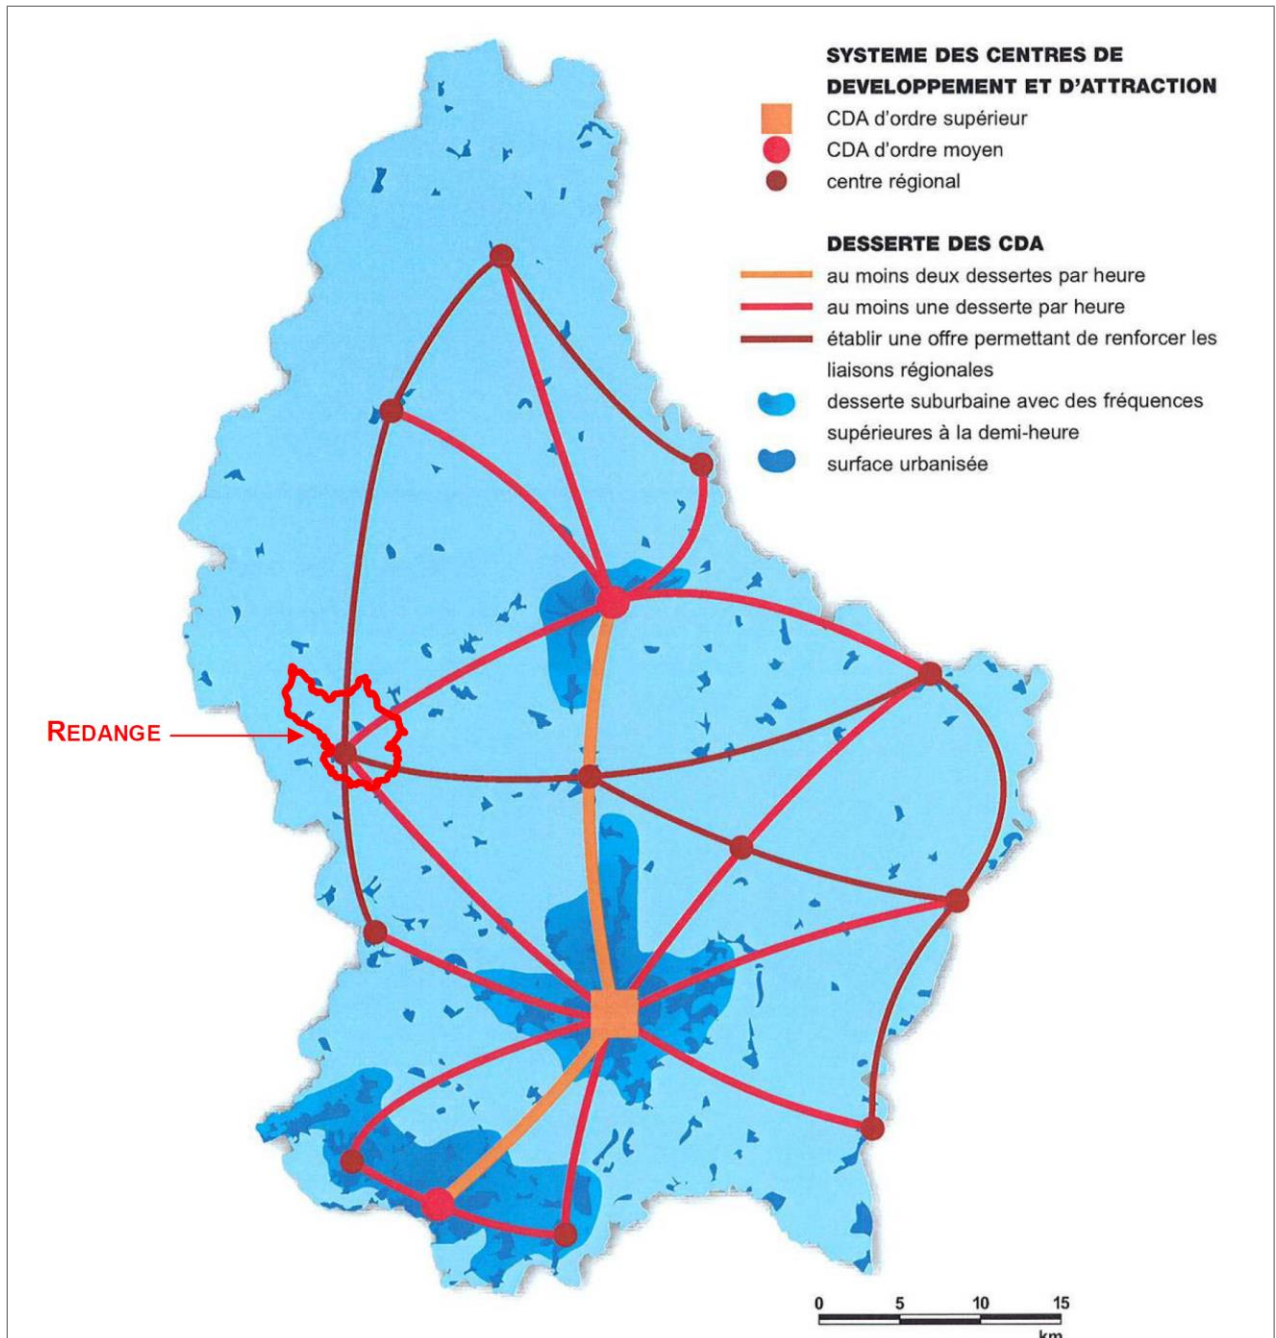 SYSTEME DES CENTRES DE
DEVELOPPEMENT ET D'ATTRACTION
CDA d'ordre supérieur
CDA d'ordre moyen
centre régional
DESSERTE DES CDA
au moins deux dessertes par heure
au moins une desserte par heure
établir une offre permettant de renforcer les
liaisons régionales
desserte suburbaine avec des fréquences
supérieures à la demi-heure
surface urbanisée
REDANGE
0 5 10 15
km